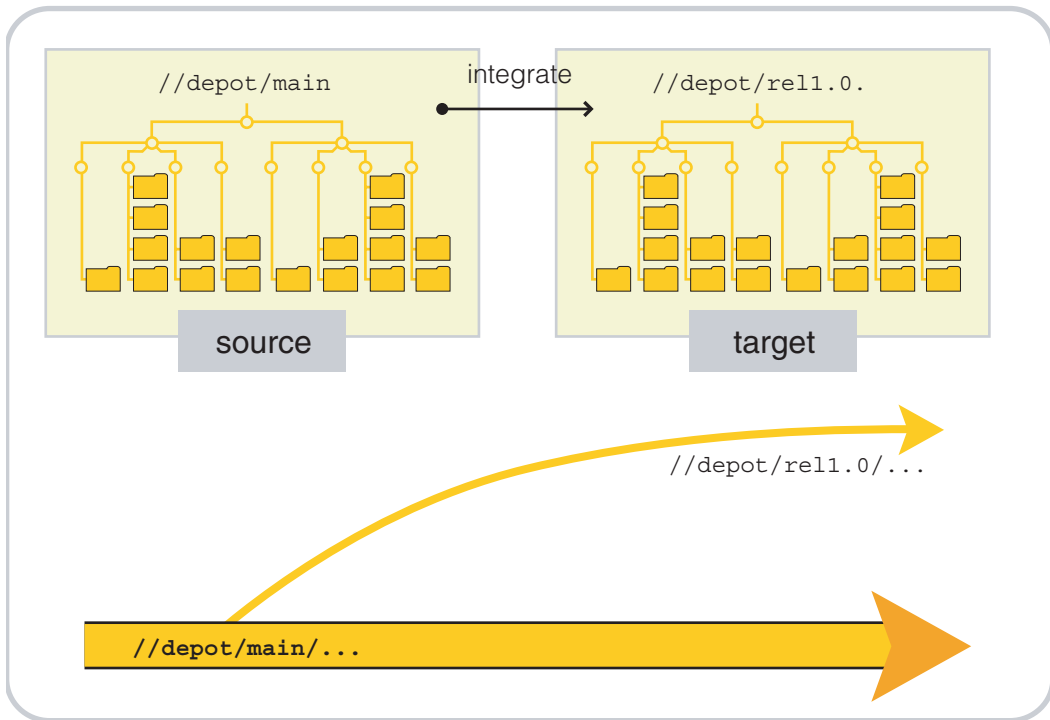 //depot/main
integrate
//depot/rel1.0.
source
target
//depot/rel1.0/...
//depot/main/...